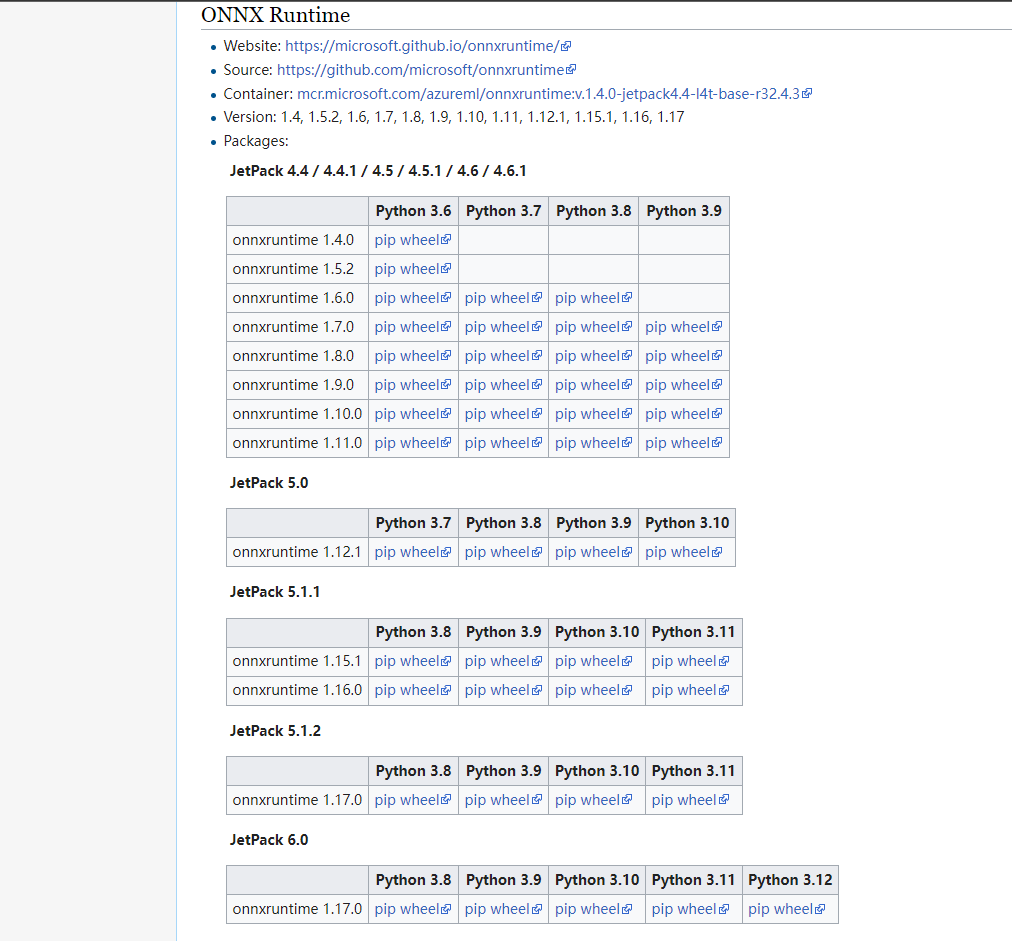 ONNX Runtime
Website: https://microsoft.github.io/onnxruntime/
Source: https://github.com/microsoft/onnxruntime
Container: mcr.microsoft.com/azureml/onnxruntime:v.1.4.0-jetpack4.4-l4t-base-r32.4.3
Version: 1.4, 1.5.2, 1.6, 1.7, 1.8, 1.9, 1.10, 1.11, 1.12.1, 1.15.1, 1.16, 1.17
Packages:
JetPack 4.4 / 4.4.1 / 4.5 / 4.5.1 / 4.6 / 4.6.1
Python 3.6 Python 3.7 Python 3.8 Python 3.9
onnxruntime 1.4.0 pip wheel
onnxruntime 1.5.2 pip wheel
onnxruntime 1.6.0 pip wheel pip wheel pip wheel
onnxruntime 1.7.0 pip wheel pip wheel pip wheel pip wheel
onnxruntime 1.8.0 pip wheel pip wheel pip wheel pip wheel
onnxruntime 1.9.0 pip wheel pip wheel pip wheel pip wheel
onnxruntime 1.10.0 pip wheel pip wheel pip wheel pip wheel
onnxruntime 1.11.0 pip wheel pip wheel pip wheel pip wheel
JetPack 5.0
Python 3.7 Python 3.8 Python 3.9 Python 3.10
onnxruntime 1.12.1 pip wheel pip wheel pip wheel pip wheel
JetPack 5.1.1
Python 3.8 Python 3.9 Python 3.10 Python 3.11
onnxruntime 1.15.1 pip wheel pip wheel pip wheel pip wheel
onnxruntime 1.16.0 pip wheel pip wheel pip wheel pip wheel
JetPack 5.1.2
Python 3.8 Python 3.9 Python 3.10 Python 3.11
onnxruntime 1.17.0 pip wheel pip wheel pip wheel pip wheel
JetPack 6.0
Python 3.8 Python 3.9 Python 3.10 Python 3.11 Python 3.12
onnxruntime 1.17.0 pip wheel pip wheel pip wheel pip wheel pip wheel